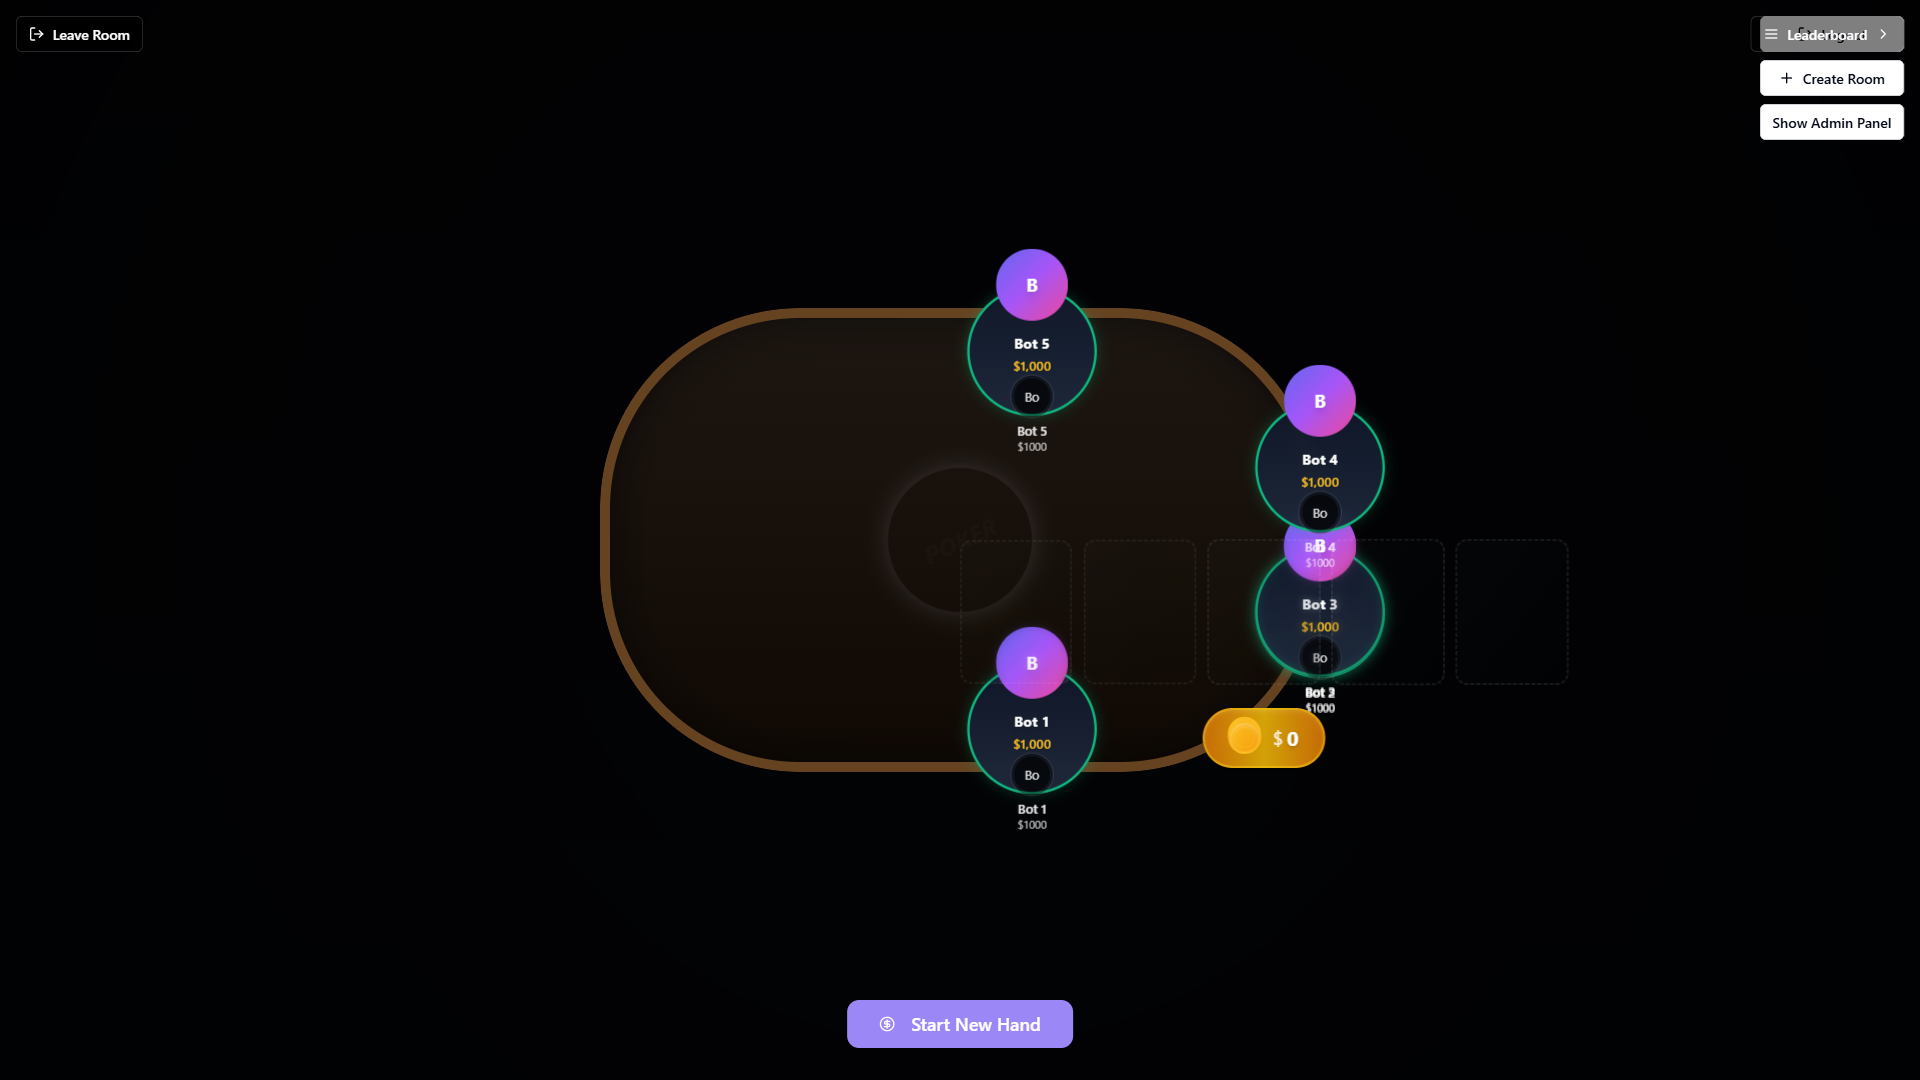 Leave Room
Leaderboard
Create Room
Show Admin Panel
B
Bot 5
$1,000
Bo
Bot 5
$1000
B
Bot 4
$1,000
Bo
POKER
B
Bot 4
$1000
Bot 3
$1,000
Bo
$1000
B
Bot 1
$1,000
Bo
Bot 1
$1000
$ 0
Start New Hand